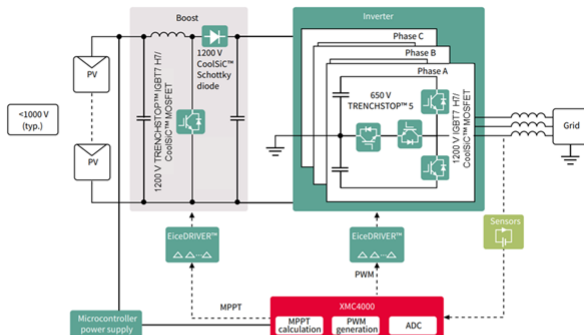 Boost
Inverter
Phase C
Phase B
Phase A
PV
<1000 V
(typ.)
PV
1200 V TRENCHSTOP™ IGBT7 H7/
CoolSiC™ MOSFET
1200 V
CoolSiC™
Schottky
diode
650 V
TRENCHSTOP™ 5
1200 V IGBT7 H7/
CoolSiC™ MOSFET
Grid
Sensors
EiceDRIVER™
EiceDRIVER™
MPPT
PWM
Microcontroller
power supply
XMC4000
MPPT
calculation
PWM
generation
ADC